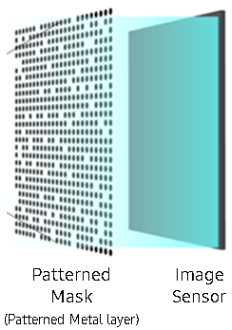 Patterned Image
Mask Sensor
(Patterned Metal layer)